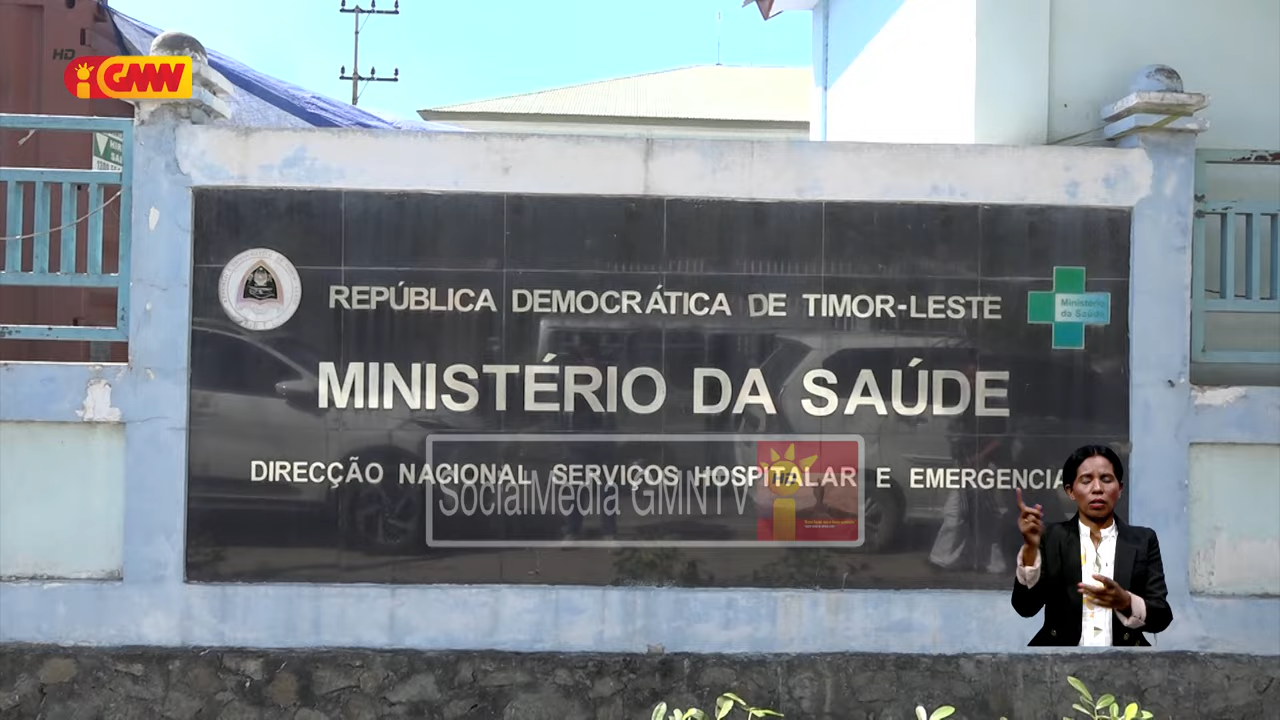 HD
GMN
REPÚBLICA DEMOCRÁTICA DE TIMOR-LESTE
Ministério
da Saúde
MINISTÉRIO DA SAÚDE
DIRECÇÃO NACIONAL SERVIÇOS HOSPITALAR E EMERGENCIA
SocialMedia GMNTV